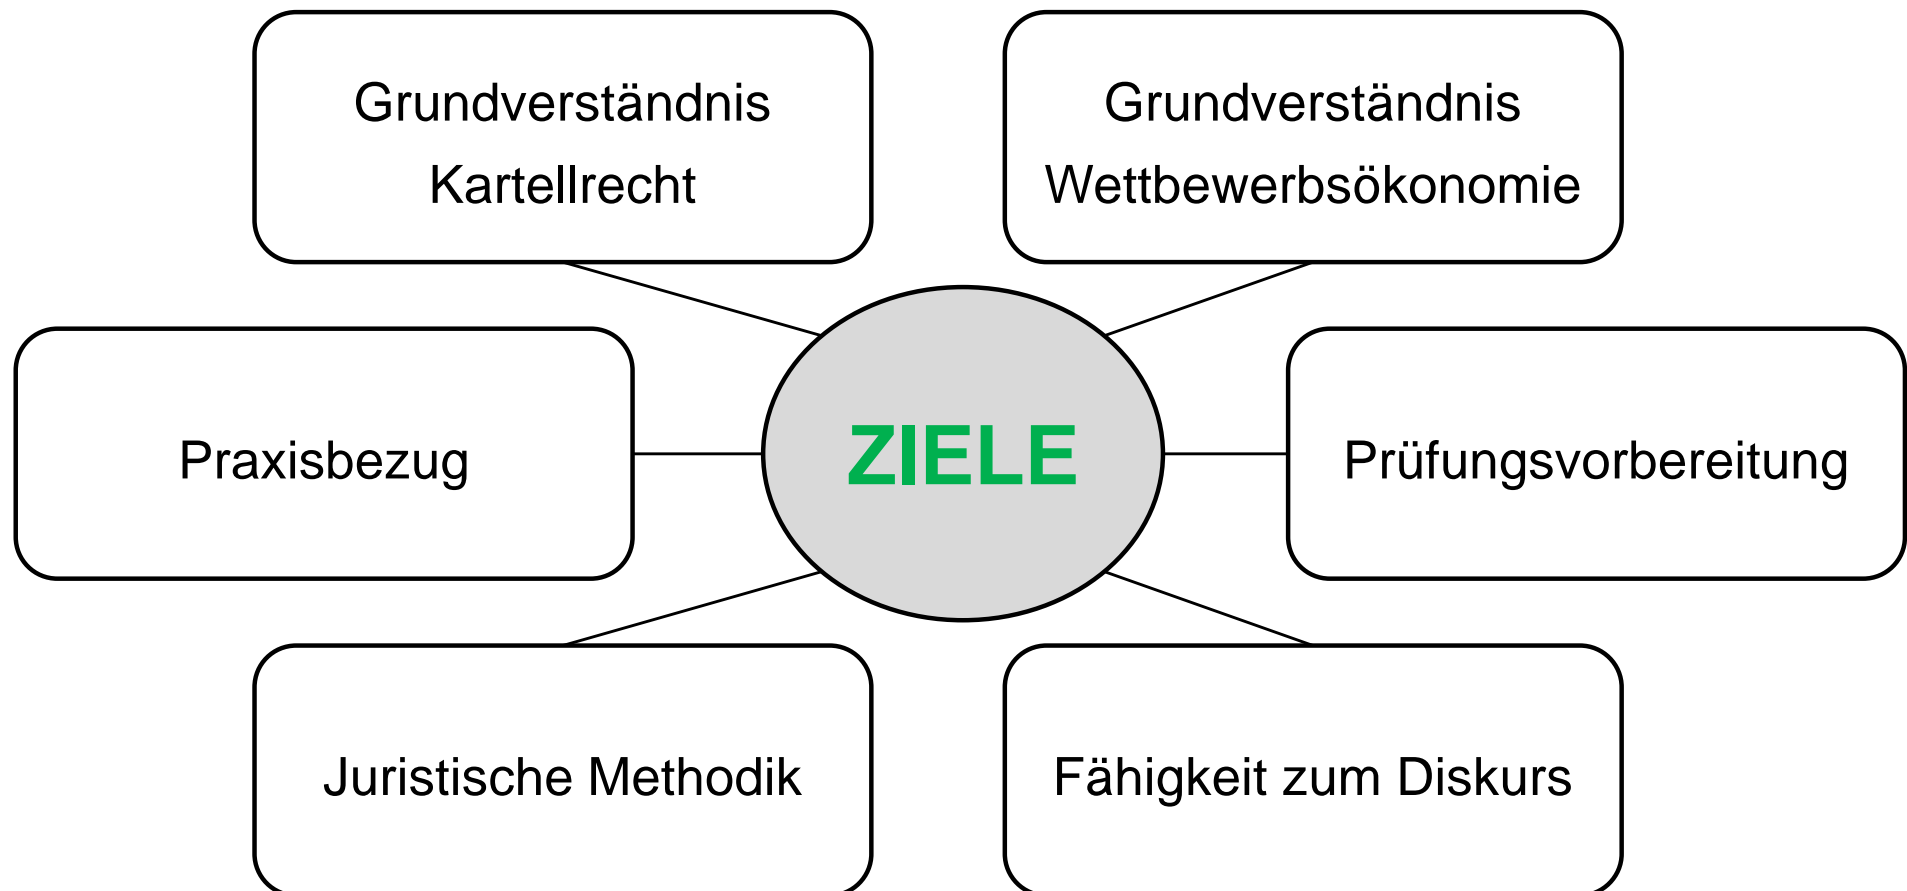 Grundverständnis
Kartellrecht
Grundverständnis
Wettbewerbsökonomie
Praxisbezug
ZIELE
Prüfungsvorbereitung
Juristische Methodik
Fähigkeit zum Diskurs